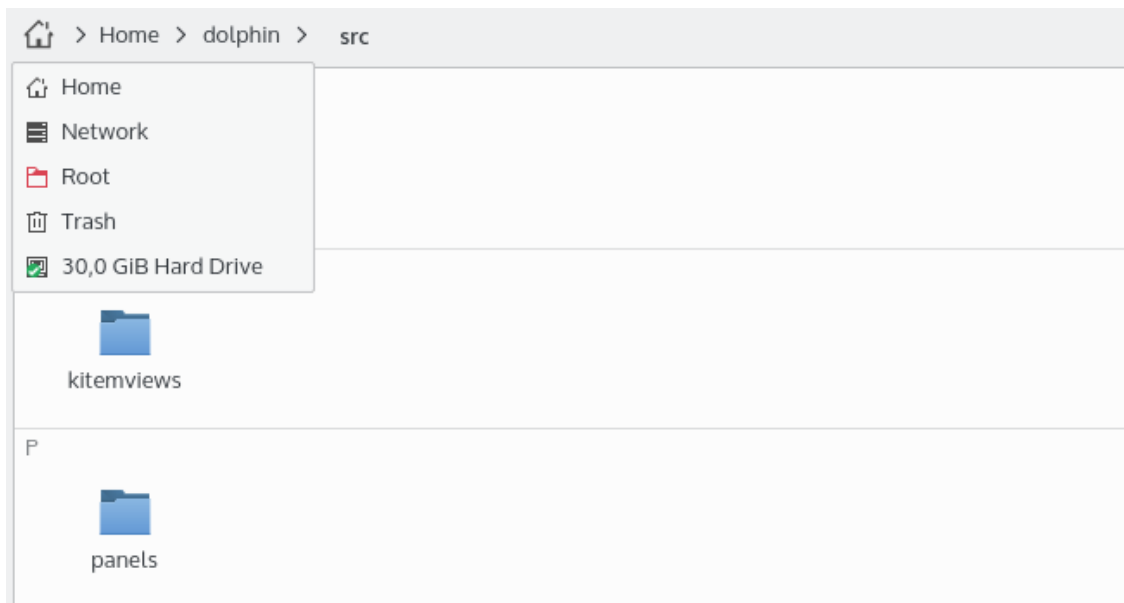 > Home > dolphin > src
Home
Network
Root
Trash
30,0 GiB Hard Drive
kitemviews
P
panels